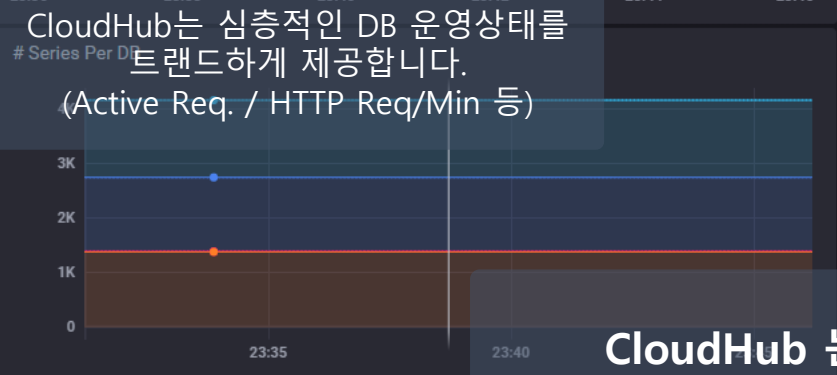 CloudHub는 심층적인 DB 운영상태를
# Series Per DB
트랜드하게 제공합니다.
(Active Req. / HTTP Req/Min 등)
4K
3K
2K
1K
0
23:35
23:40
CloudHub